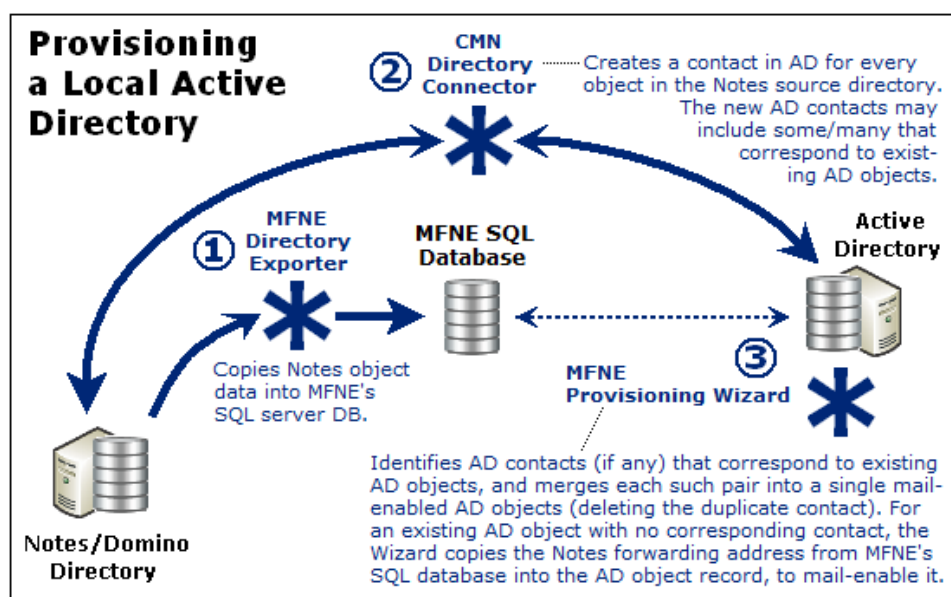 Provisioning
a Local Active
Directory
②
CMN
Directory
Connector
Creates a contact in AD for every
object in the Notes source directory.
The new AD contacts may
include some/many that
correspond to exist-
ing AD objects.
①
MFNE
Directory
Exporter
MFNE SQL
Database
Active
Directory
Copies Notes object
data into MFNE's
SQL server DB.
③
MFNE
Provisioning Wizard
Notes/Domino
Directory
Identifies AD contacts (if any) that correspond to existing
AD objects, and merges each such pair into a single mail-
enabled AD objects (deleting the duplicate contact). For
an existing AD object with no corresponding contact, the
Wizard copies the Notes forwarding address from MFNE's
SQL database into the AD object record, to mail-enable it.